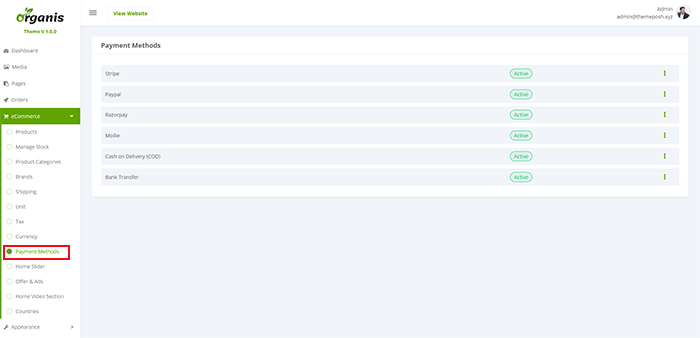 Organis
Theme V 1.0.0
View Website
Admin
admin@themeposh.xyz
Dashboard
Media
Pages
Orders
eCommerce
Products
Manage Stock
Product Categories
Brands
Shipping
Unit
Tax
Currency
Payment Methods
Home Slider
Offer & Ads
Home Video Section
Countries
Appearance
Payment Methods
Stripe Active
Paypal Active
Razorpay Active
Mollie Active
Cash on Delivery (COD) Active
Bank Transfer Active